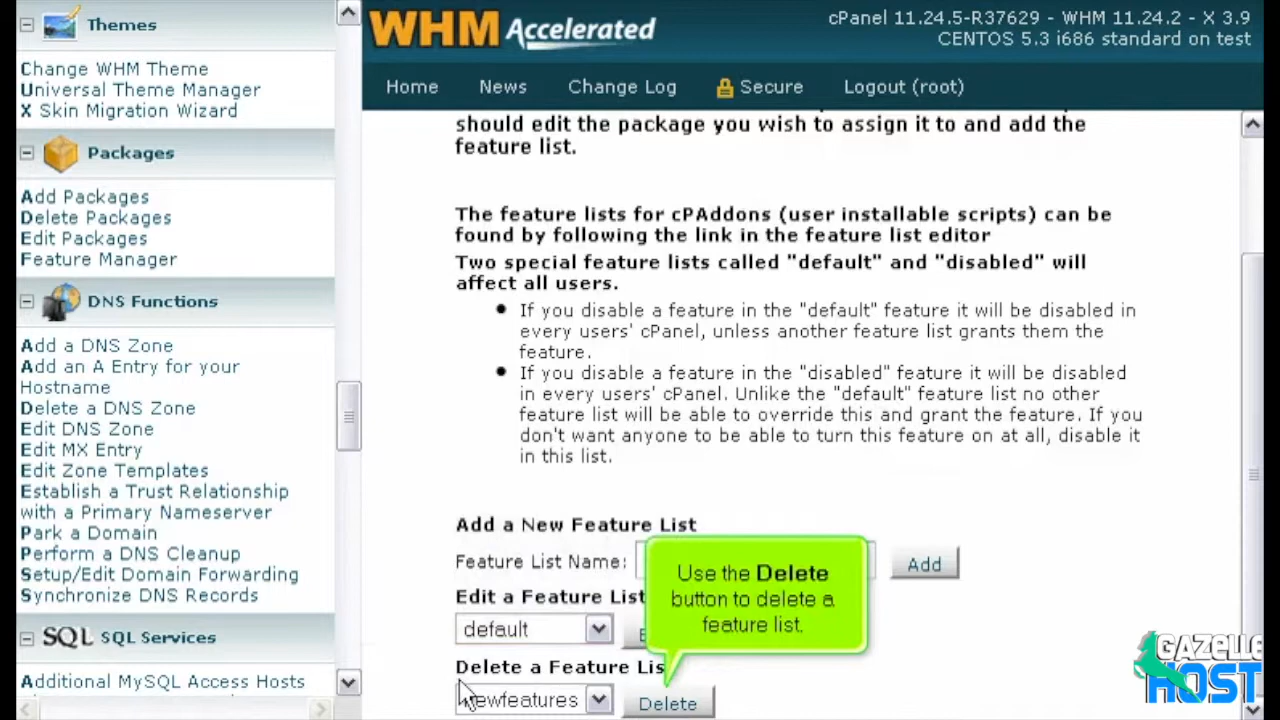 Themes
Change WHM Theme
Universal Theme Manager
X Skin Migration Wizard
Packages
Add Packages
Delete Packages
Edit Packages
Feature Manager
DNS Functions
Add a DNS Zone
Add an A Entry for your
Hostname
Delete a DNS Zone
Edit DNS Zone
Edit MX Entry
Edit Zone Templates
Establish a Trust Relationship
with a Primary Nameserver
Park a Domain
Perform a DNS Cleanup
Setup/Edit Domain Forwarding
Synchronize DNS Records
SQL SQL Services
Additional MySQL Access Hosts
WHM Accelerated
cPanel 11.24.5-R37629 - WHM 11.24.2 - X 3.9
CENTOS 5.3 i686 standard on test
Home News Change Log Secure Logout (root)
should edit the package you wish to assign it to and add the
feature list.
The feature lists for cPAddons (user installable scripts) can be
found by following the link in the feature list editor
Two special feature lists called "default" and "disabled" will
affect all users.
If you disable a feature in the "default" feature it will be disabled in
every users' cPanel, unless another feature list grants them the
feature.
If you disable a feature in the "disabled" feature it will be disabled
in every users' cPanel. Unlike the "default" feature list no other
feature list will be able to override this and grant the feature. If you
don't want anyone to be able to turn this feature on at all, disable it
in this list.
Add a New Feature List
Feature List Name: Add
Use the Delete
button to delete a
feature list.
Edit a Feature List
default
Delete a Feature Lis
newfeatures Delete
GAZELLE
HOST